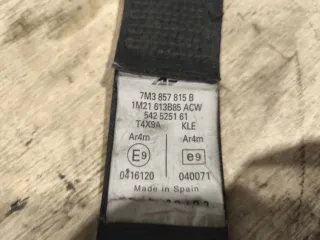 7M3 857 815 B
1M21 613B85 ACW
542 5251 61
T4X9A KLE
Ar4m Ar4m
E9 e9
0416120 040071
Made in Spain